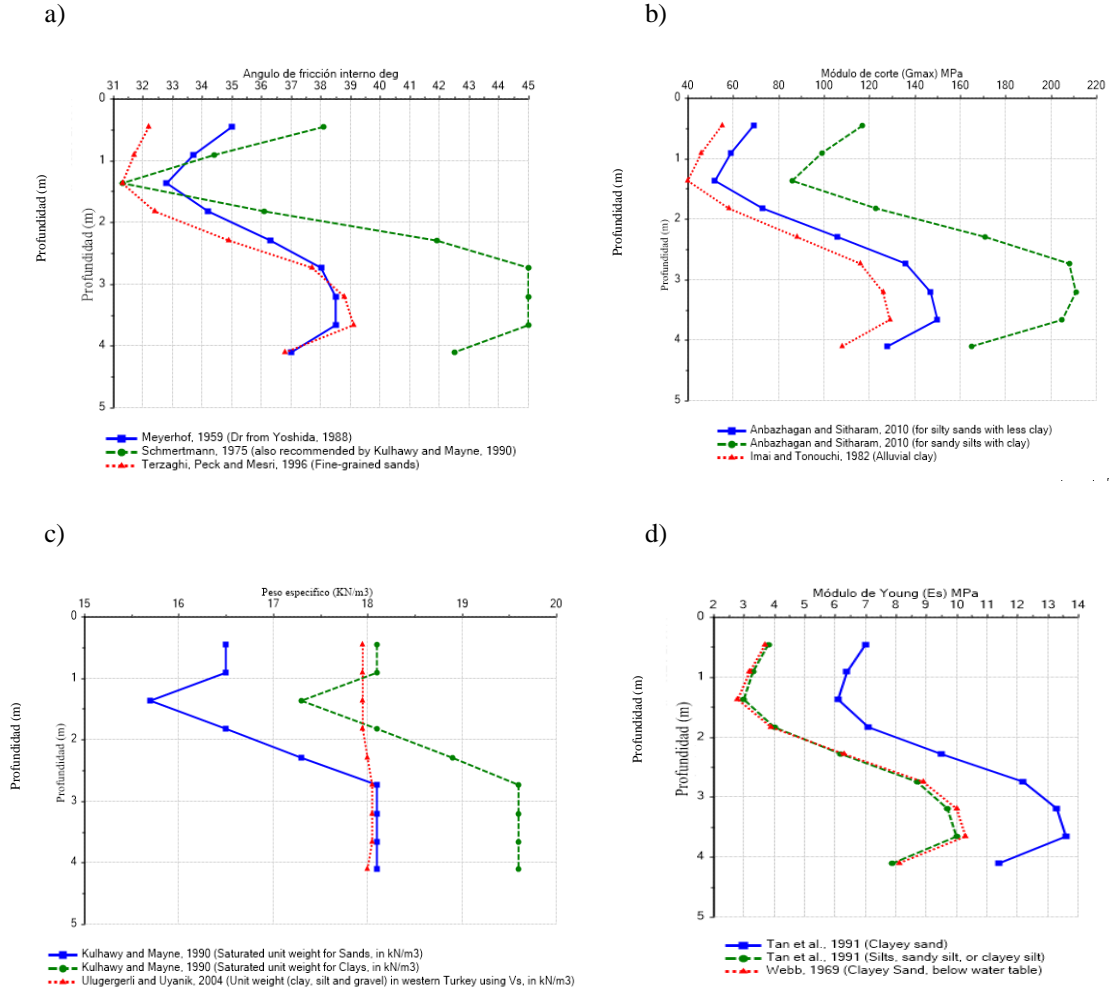 a)
Angulo de fricción interno deg
31 32 33 34 35 36 37 38 39 40 41 42 43 44 45
0
1
2
3
4
5
Profundidad (m)
Profundidad (m)
Meyerhof, 1959 (Dr from Yoshida, 1988)
Schmertmann, 1975 (also recommended by Kulhawy and Mayne, 1990)
Terzaghi, Peck and Mesri, 1996 (Fine-grained sands)
b)
Módulo de corte (Gmax) MPa
40 60 80 100 120 140 160 180 200 220
0
1
2
3
4
5
Profundidad (m)
Profundidad (m)
Anbazhagan and Sitharam, 2010 (for silty sands with less clay)
Anbazhagan and Sitharam, 2010 (for sandy silts with clay)
Imai and Tonouchi, 1982 (Alluvial clay)
c)
Peso específico (KN/m3)
15 16 17 18 19 20
0
1
2
3
4
5
Profundidad (m)
Profundidad (m)
Kulhawy and Mayne, 1990 (Saturated unit weight for Sands, in kN/m3)
Kulhawy and Mayne, 1990 (Saturated unit weight for Clays, in kN/m3)
Ulugergerli and Uyanik, 2004 (Unit weight (clay, silt and gravel) in western Turkey using Vs, in kN/m3)
d)
Módulo de Young (Es) MPa
2 3 4 5 6 7 8 9 10 11 12 13 14
0
1
2
3
4
5
Profundidad (m)
Profundidad (m)
Tan et al., 1991 (Clayey sand)
Tan et al., 1991 (Silts, sandy silt, or clayey silt)
Webb, 1969 (Clayey Sand, below water table)